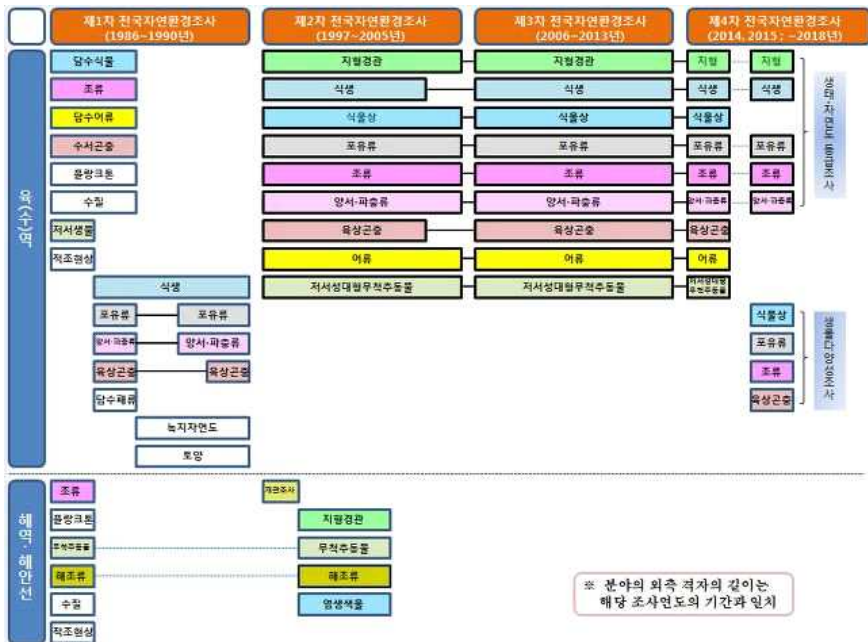 제1차 전국자연환경조사
(1986~1990년)
제2차 전국자연환경조사
(1997~2005년)
제3차 전국자연환경조사
(2006~2013년)
제4차 전국자연환경조사
(2014, 2015 ; ~2018년)
육(수)역
담수식물
조류
담수어류
수서곤충
플랑크톤
수질
저서생물
적조현상
식생
포유류
포유류
양서·파충류
양서·파충류
육상곤충
육상곤충
담수패류
녹지자연도
토양
지형경관
식생
식물상
포유류
조류
양서·파충류
육상곤충
어류
저서성대형무척추동물
지형경관
식생
식물상
포유류
조류
양서·파충류
육상곤충
어류
저서성대형무척추동물
지형
식생
식물상
포유류
조류
양서·파충류
육상곤충
어류
저서성대형
무척추동물
지형
식생
포유류
조류
양서·파충류
생태·자연도 등급조사
식물상
포유류
조류
육상곤충
생물다양성조사
해역·해안선
조류
플랑크톤
무척추동물
해조류
수질
적조현상
지형경관
무척추동물
해조류
염생식물
※ 분야의 외측 격자의 길이는
해당 조사연도의 기간과 일치